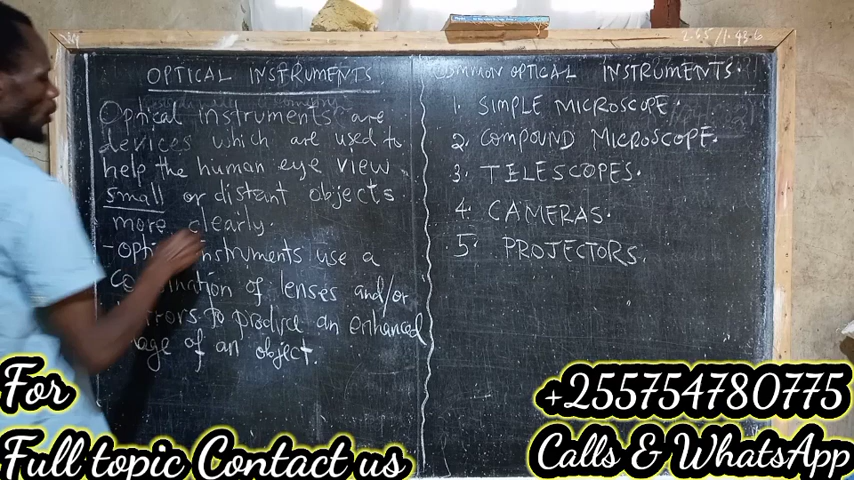 OPTICAL INSTRUMENTS.
Optical instruments are
devices which are used to
help the human eye view
small or distant objects
more clearly.
- instruments use a
of lenses and/or
to produce an enhanced
of an object.
COMMON OPTICAL INSTRUMENTS.
1. SIMPLE MICROSCOPE.
2. COMPOUND MICROSCOPE.
3. TELESCOPES.
4. CAMERAS.
5. PROJECTORS.
For
Full topic Contact us
+255754780775
Calls & WhatsApp